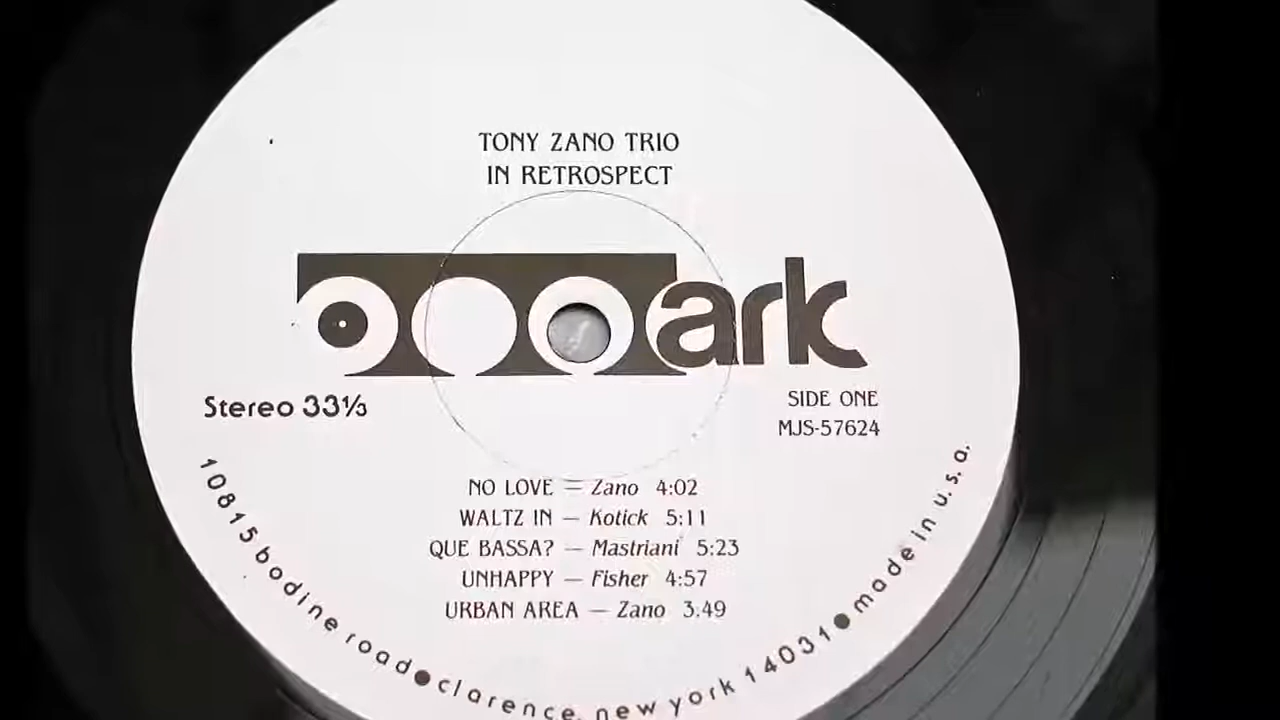 TONY ZANO TRIO
IN RETROSPECT
mark
Stereo 33⅓
SIDE ONE
MJS-57624
NO LOVE — Zano 4:02
WALTZ IN — Kotick 5:11
QUE BASSA? — Mastriani 5:23
UNHAPPY — Fisher 4:57
URBAN AREA — Zano 3:49
10815 bodine road●clarence, new york 14031●made in u.s.a.